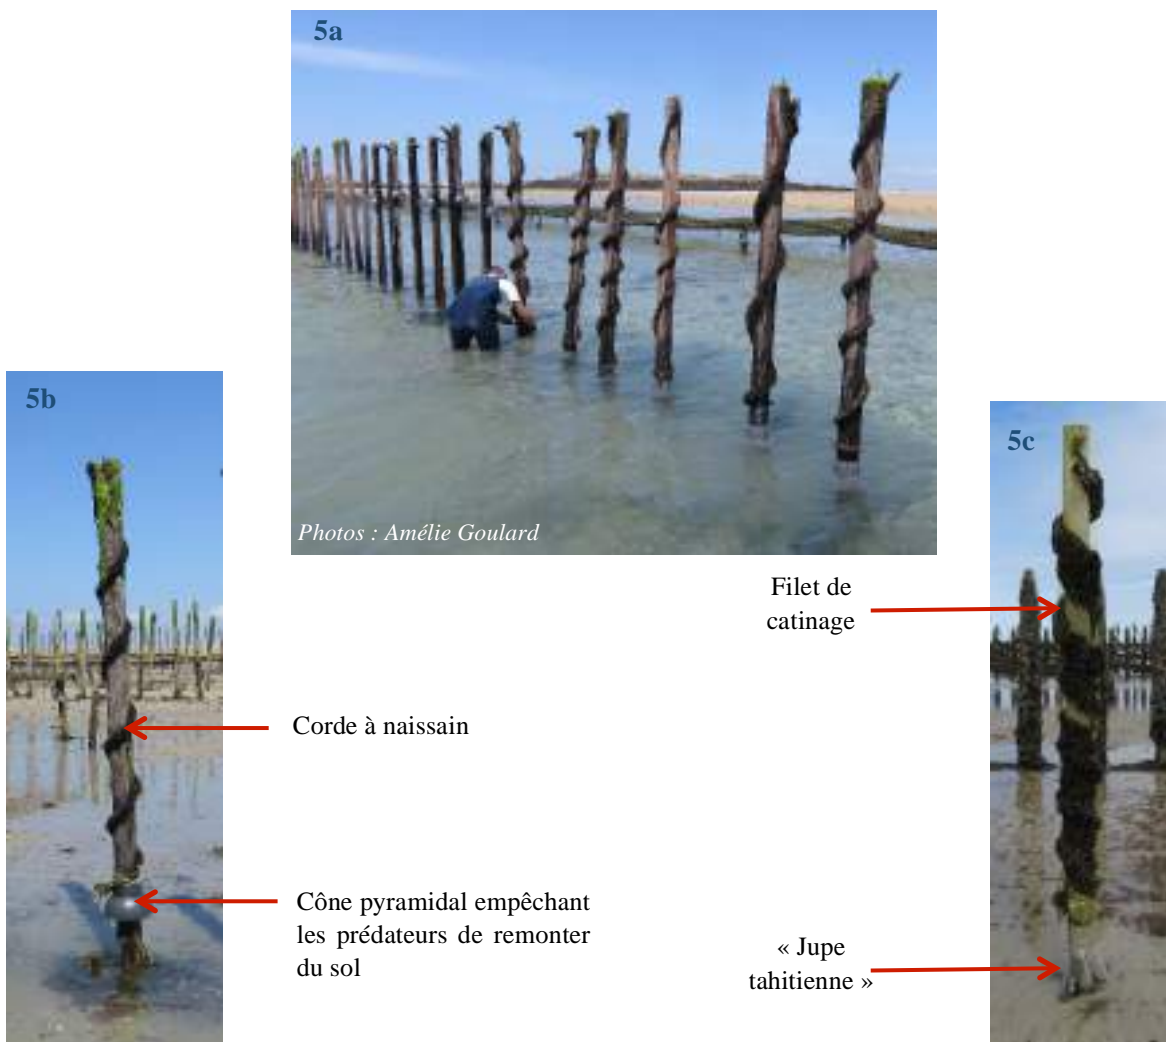 5a
Photos : Amélie Goulard
5b
5c
Filet de
catinage
Corde à naissain
Cône pyramidal empêchant
les prédateurs de remonter
du sol
« Jupe
tahitienne »